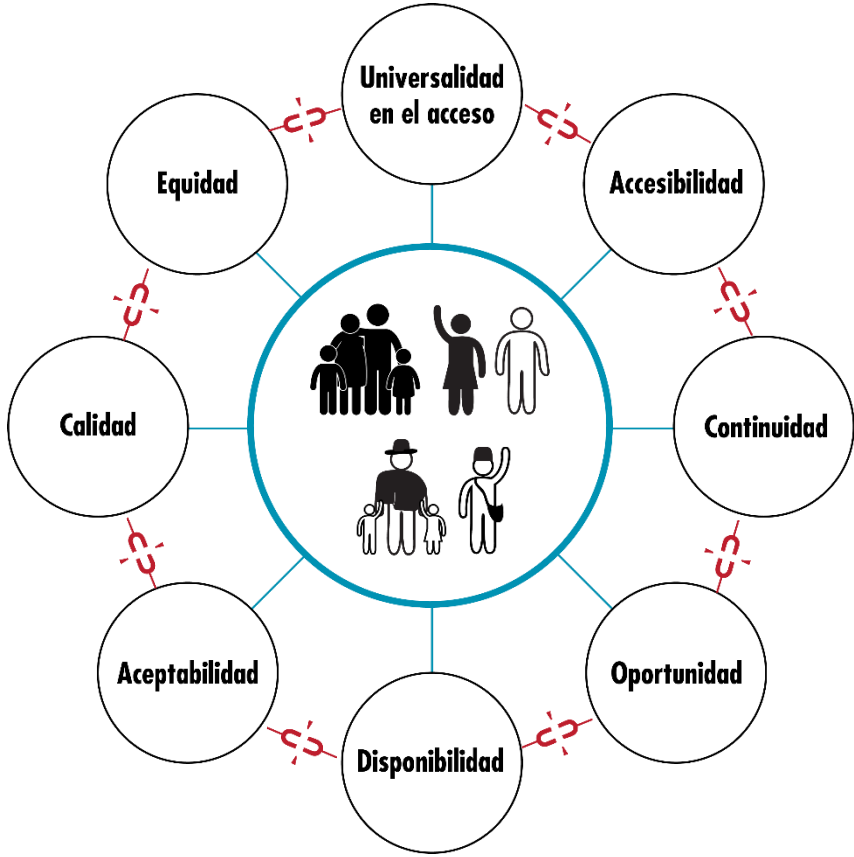 Universalidad
en el acceso
Equidad
Accesibilidad
Calidad
Continuidad
Aceptabilidad
Oportunidad
Disponibilidad